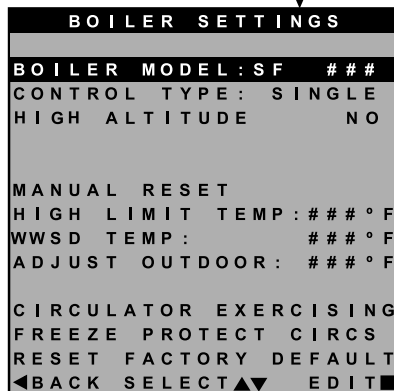 BOILER SETTINGS
BOILER MODEL:SF ###
CONTROL TYPE: SINGLE
HIGH ALTITUDE NO
MANUAL RESET
HIGH LIMIT TEMP:###°F
WWSD TEMP: ###°F
ADJUST OUTDOOR: ###°F
CIRCULATOR EXERCISING
FREEZE PROTECT CIRCS
RESET FACTORY DEFAULT
◀BACK SELECT▲▼ EDIT■